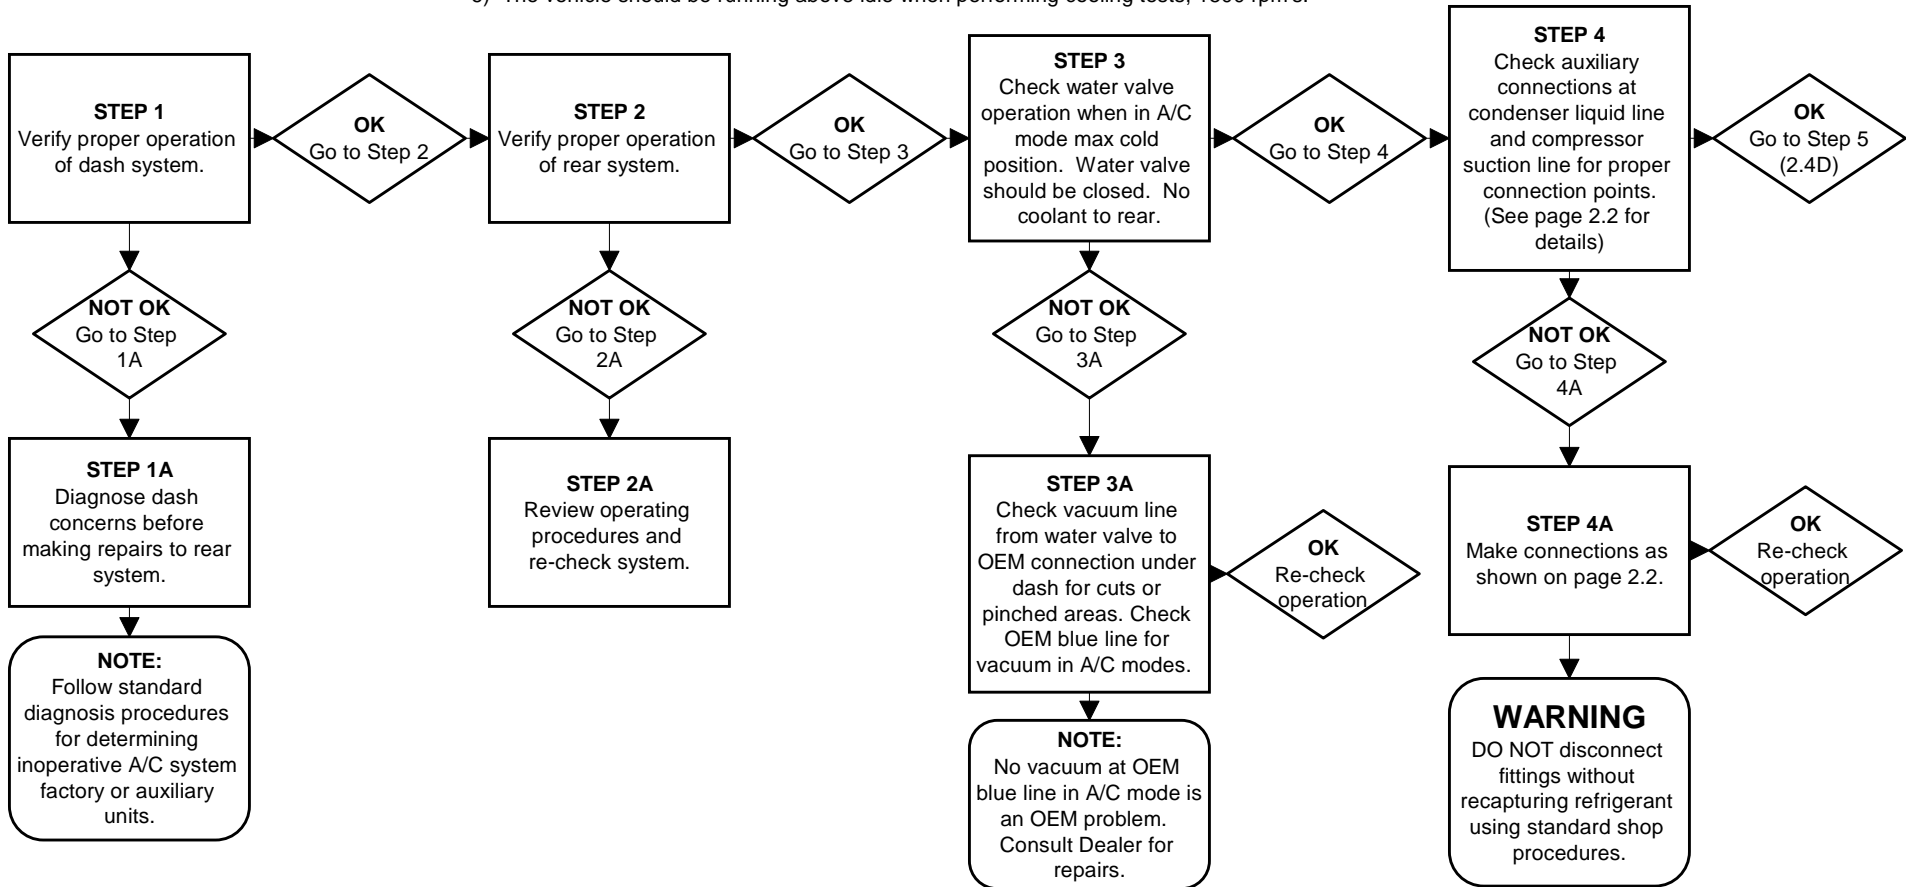 The vehicle should be running above idle when performing cooling tests, rpm's.
STEP 1
Verify proper operation
of dash system.
OK
Go to Step 2
STEP 2
Verify proper operation
of rear system.
OK
Go to Step 3
STEP 3
Check water valve
operation when in A/C
mode max cold
position. Water valve
should be closed. No
coolant to rear.
OK
Go to Step 4
STEP 4
Check auxiliary
connections at
condenser liquid line
and compressor
suction line for proper
connection points.
(See page 2.2 for
details)
OK
Go to Step 5
(2.4D)
NOT OK
Go to Step
1A
NOT OK
Go to Step
2A
NOT OK
Go to Step
3A
NOT OK
Go to Step
4A
STEP 1A
Diagnose dash
concerns before
making repairs to rear
system.
STEP 2A
Review operating
procedures and
re-check system.
STEP 3A
Check vacuum line
from water valve to
OEM connection under
dash for cuts or
pinched areas. Check
OEM blue line for
vacuum in A/C modes.
OK
Re-check
operation
STEP 4A
Make connections as
shown on page 2.2.
OK
Re-check
operation
NOTE:
Follow standard
diagnosis procedures
for determining
inoperative A/C system
factory or auxiliary
units.
NOTE:
No vacuum at OEM
blue line in A/C mode is
an OEM problem.
Consult Dealer for
repairs.
WARNING
DO NOT disconnect
fittings without
recapturing refrigerant
using standard shop
procedures.